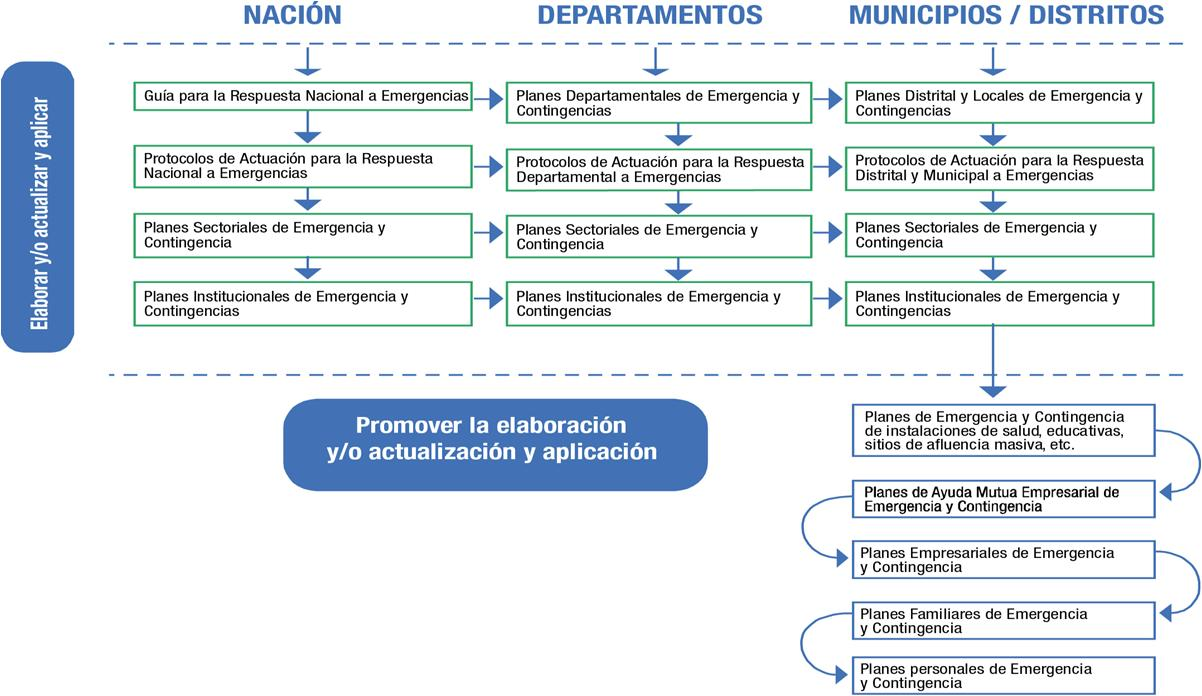 NACIÓN
DEPARTAMENTOS
MUNICIPIOS / DISTRITOS
Elaborar y/o actualizar y aplicar
Guía para la Respuesta Nacional a Emergencias
Planes Departamentales de Emergencia y
Contingencias
Planes Distrital y Locales de Emergencia y
Contingencias
Protocolos de Actuación para la Respuesta
Nacional a Emergencias
Protocolos de Actuación para la Respuesta
Departamental a Emergencias
Protocolos de Actuación para la Respuesta
Distrital y Municipal a Emergencias
Planes Sectoriales de Emergencia y
Contingencia
Planes Sectoriales de Emergencia y
Contingencia
Planes Sectoriales de Emergencia y
Contingencia
Planes Institucionales de Emergencia y
Contingencias
Planes Institucionales de Emergencia y
Contingencias
Planes Institucionales de Emergencia y
Contingencias
Promover la elaboración
y/o actualización y aplicación
Planes de Emergencia y Contingencia
de instalaciones de salud, educativas,
sitios de afluencia masiva, etc.
Planes de Ayuda Mutua Empresarial de
Emergencia y Contingencia
Planes Empresariales de Emergencia
y Contingencia
Planes Familiares de Emergencia
y Contingencia
Planes personales de Emergencia
y Contingencia